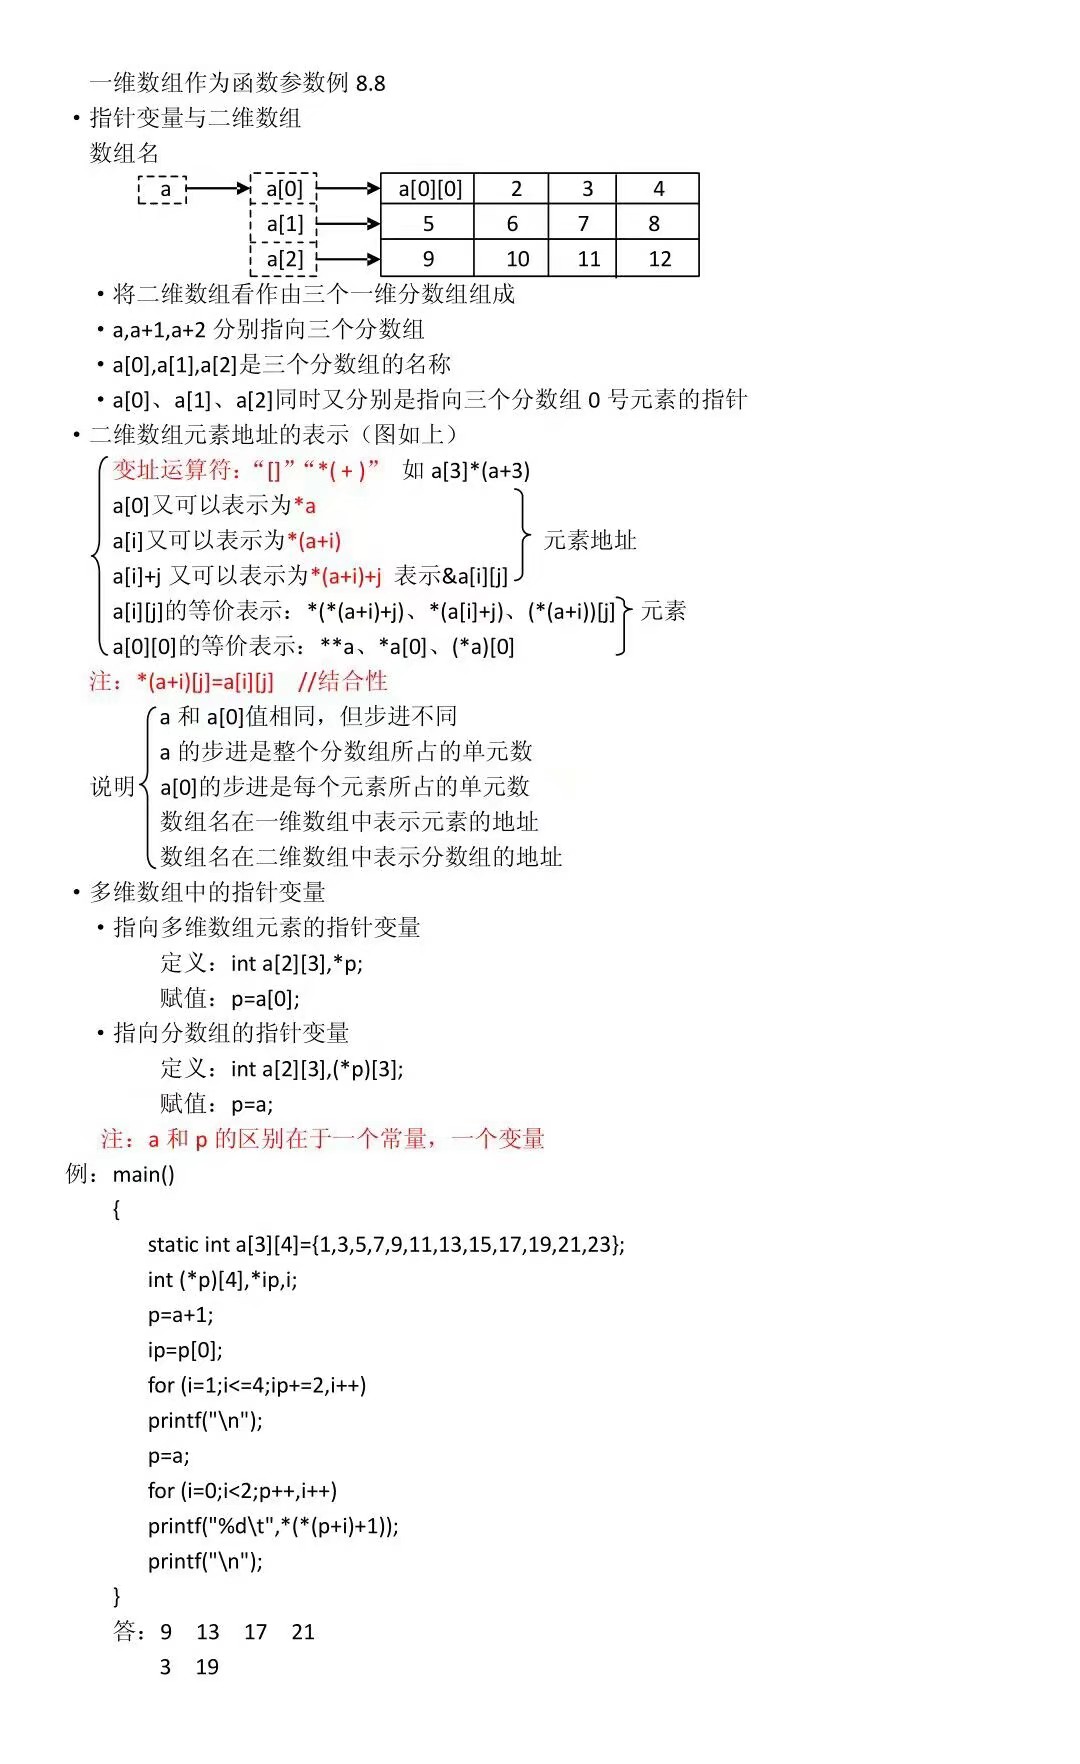 一维数组作为函数参数例 8.8
•指针变量与二维数组
数组名
a a[0] a[0][0] 2 3 4
a[1] 5 6 7 8
a[2] 9 10 11 12
•将二维数组看作由三个一维分数组组成
•a,a+1,a+2 分别指向三个分数组
•a[0],a[1],a[2]是三个分数组的名称
•a[0]、a[1]、a[2]同时又分别是指向三个分数组 0 号元素的指针
•二维数组元素地址的表示（图如上）
变址运算符：“[]”“*( + )” 如 a[3]*(a+3)
a[0]又可以表示为*a
a[i]又可以表示为*(a+i) 元素地址
a[i]+j 又可以表示为*(a+i)+j 表示&a[i][j]
a[i][j]的等价表示：*(*(a+i)+j)、*(a[i]+j)、(*(a+i))[j] 元素
a[0][0]的等价表示：**a、*a[0]、(*a)[0]
注：*(a+i)[j]=a[i][j] //结合性
a 和 a[0]值相同，但步进不同
a 的步进是整个分数组所占的单元数
说明 a[0]的步进是每个元素所占的单元数
数组名在一维数组中表示元素的地址
数组名在二维数组中表示分数组的地址
•多维数组中的指针变量
•指向多维数组元素的指针变量
定义：int a[2][3],*p;
赋值：p=a[0];
•指向分数组的指针变量
定义：int a[2][3],(*p)[3];
赋值：p=a;
注：a 和 p 的区别在于一个常量，一个变量
例：main()
{
static int a[3][4]={1,3,5,7,9,11,13,15,17,19,21,23};
int (*p)[4],*ip,i;
p=a+1;
ip=p[0];
for (i=1;i<=4;ip+=2,i++)
printf("\n");
p=a;
for (i=0;i<2;p++,i++)
printf("%d\t",*(*(p+i)+1));
printf("\n");
}
答：9 13 17 21
3 19